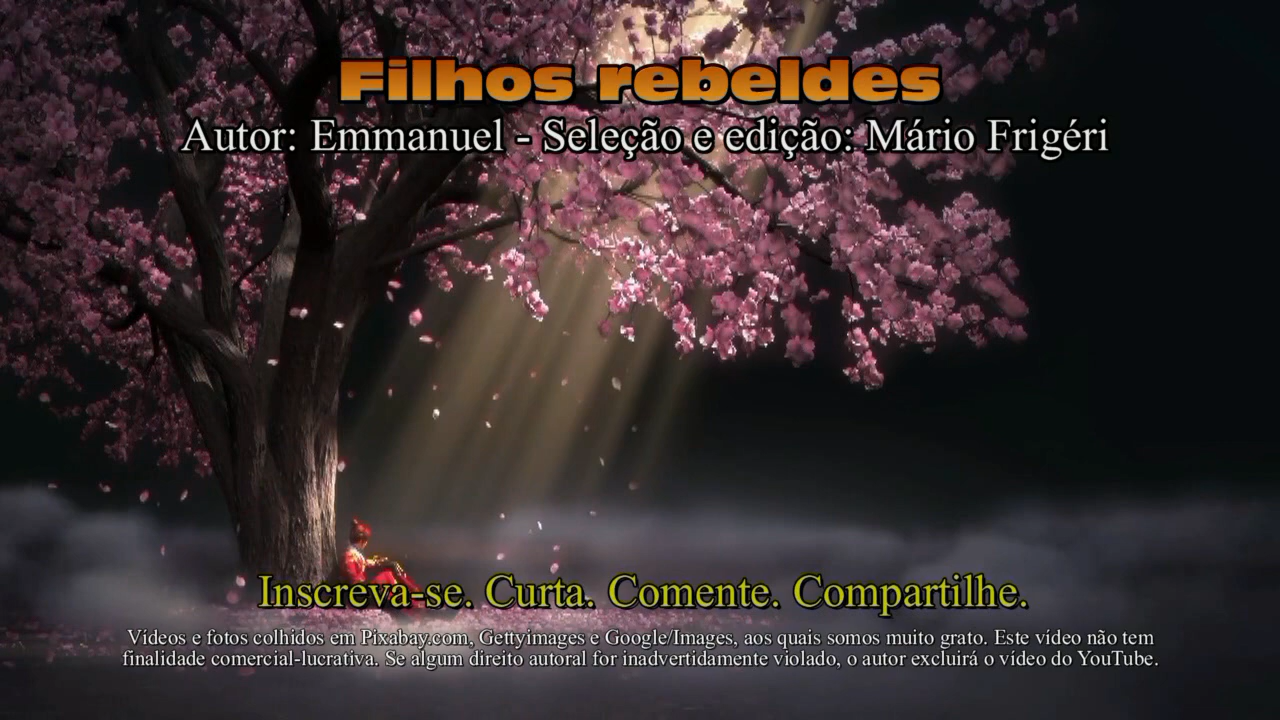 Filhos rebeldes
Autor: Emmanuel - Seleção e edição: Mário Frigéri
Inscreva-se. Curta. Comente. Compartilhe.
Vídeos e fotos colhidos em Pixabay.com, Gettyimages e Google/Images, aos quais somos muito grato. Este vídeo não tem
finalidade comercial-lucrativa. Se algum direito autoral for inadvertidamente violado, o autor excluirá o vídeo do YouTube.